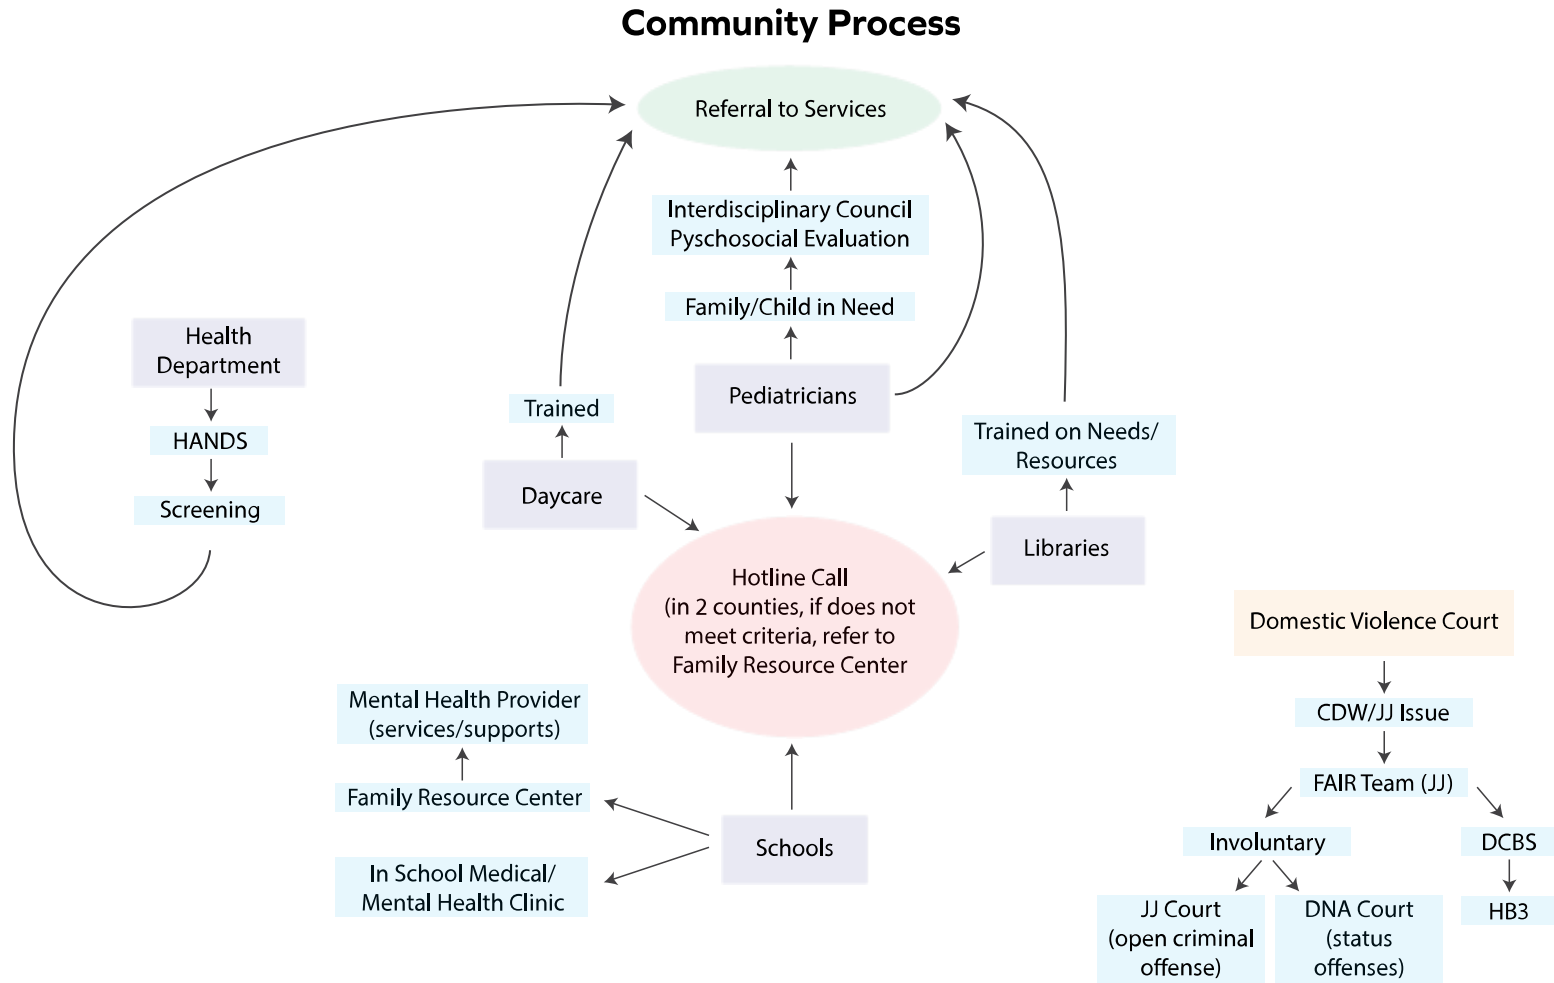 Community Process
Referral to Services
Interdisciplinary Council
Pyschosocial Evaluation
Family/Child in Need
Health
Department
Pediatricians
Trained
HANDS
Trained on Needs/
Resources
Daycare
Screening
Libraries
Hotline Call
(in 2 counties, if does not
meet criteria, refer to
Family Resource Center
Domestic Violence Court
Mental Health Provider
(services/supports)
CDW/JJ Issue
Family Resource Center
FAIR Team (JJ)
Schools
Involuntary
DCBS
In School Medical/
Mental Health Clinic
JJ Court
(open criminal
offense)
DNA Court
(status
offenses)
HB3